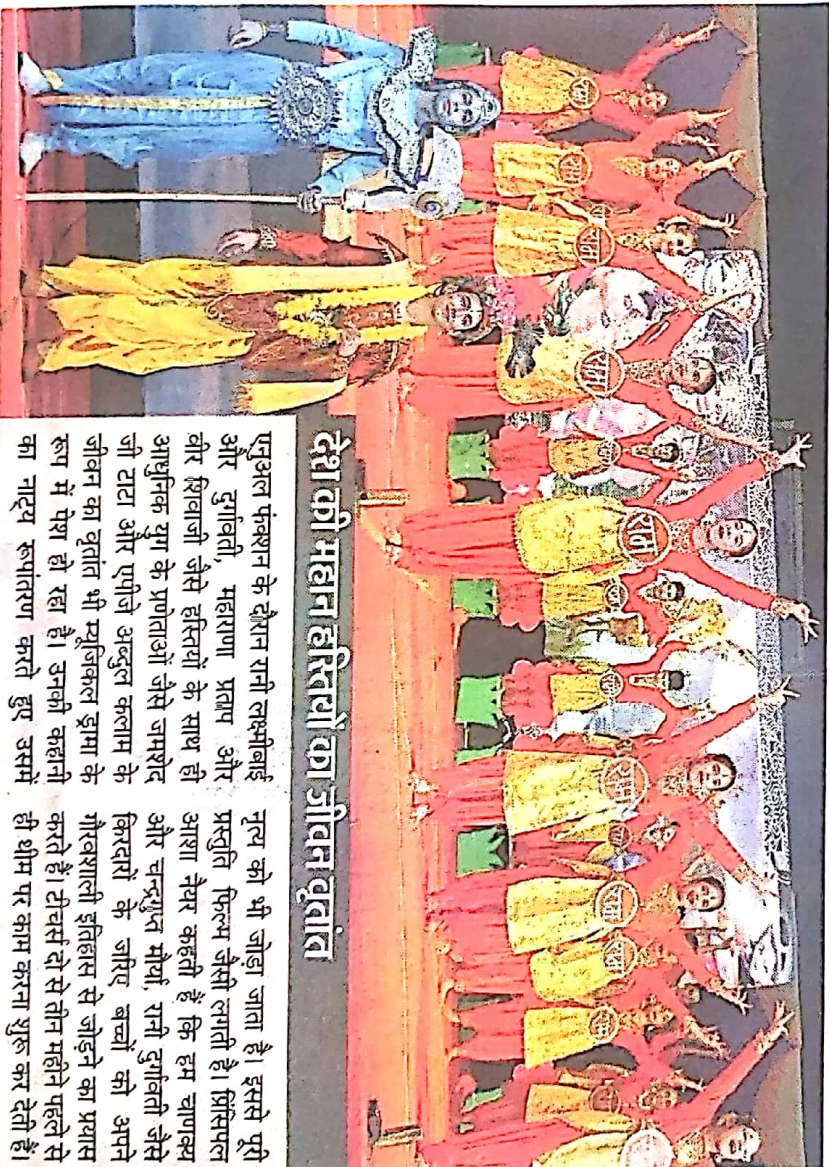 देश की महान हस्तियों का जीवन वृतांत
एनुअल फंक्शन के दौरान रानी लक्ष्मीबाई
और दुर्गावती, महाराणा प्रताप और
वीर शिवाजी जैसे हस्तियों के साथ ही
आधुनिक युग के प्रणेताओं जैसे जमशेद
जी टाटा और एपीजे अब्दुल कलाम के
जीवन का वृतांत भी म्यूजिकल ड्रामा के
रूप में पेश हो रहा है। उनकी कहानी
का नाट्य रूपांतरण करते हुए उसमें
नृत्य को भी जोड़ा जाता है। इससे पूरी
प्रस्तुति फिल्म जैसी लगती है। प्रिंसिपल
आशा नैयर कहती हैं कि हम चाणक्य
और चन्द्रगुप्त मौर्या, रानी दुर्गावती जैसे
किरदारों के जरिए बच्चों को अपने
गौरवशाली इतिहास से जोड़ने का प्रयास
करते हैं। टीचर्स दो से तीन महीने पहले से
ही थीम पर काम करना शुरू कर देती हैं।